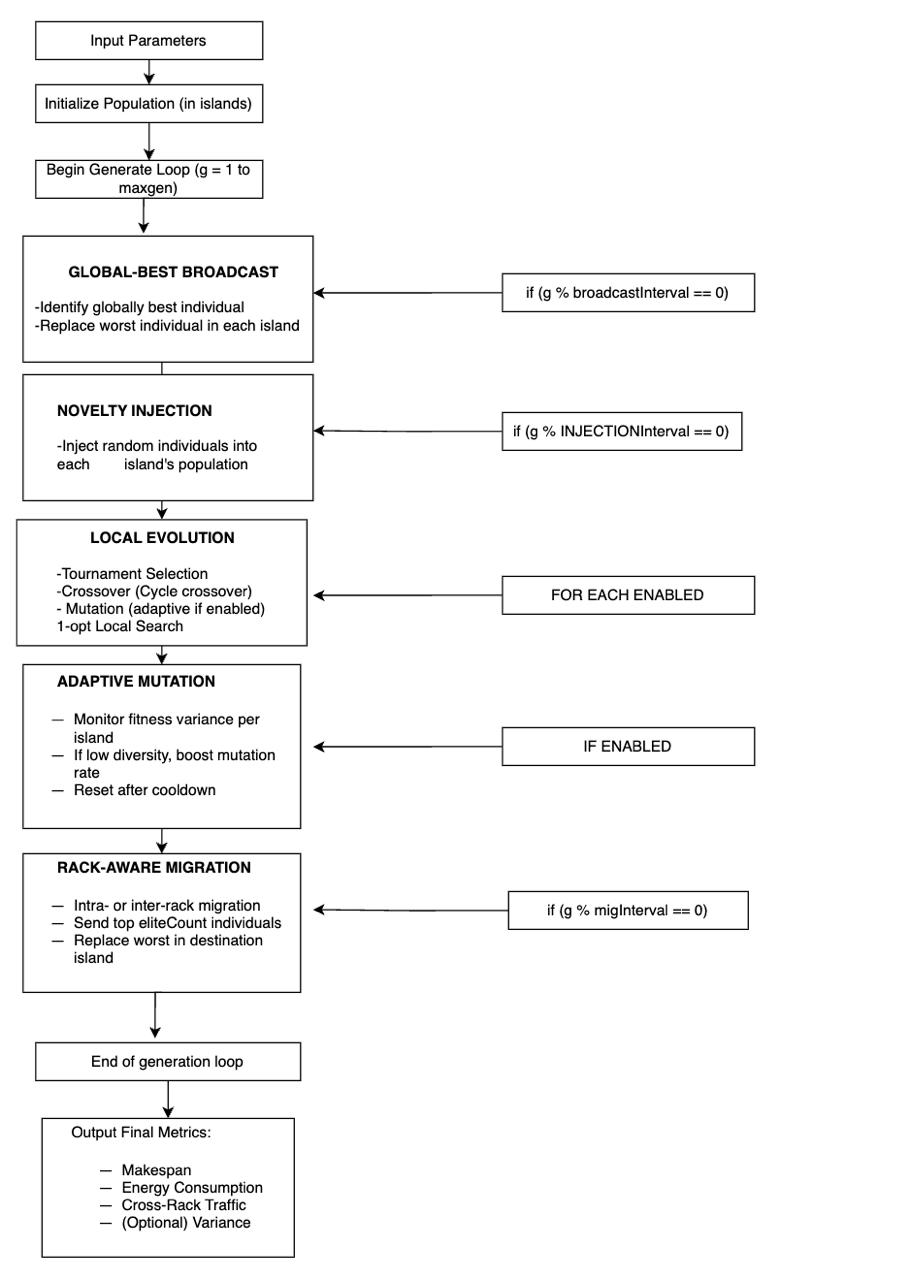 Input Parameters
Initialize Population (in islands)
Begin Generate Loop (g = 1 to
maxgen)
GLOBAL-BEST BROADCAST
-Identify globally best individual
-Replace worst individual in each island
if (g % broadcastInterval == 0)
NOVELTY INJECTION
-Inject random individuals into
each island's population
if (g % INJECTIONInterval == 0)
LOCAL EVOLUTION
-Tournament Selection
-Crossover (Cycle crossover)
- Mutation (adaptive if enabled)
1-opt Local Search
FOR EACH ENABLED
ADAPTIVE MUTATION
— Monitor fitness variance per
island
— If low diversity, boost mutation
rate
— Reset after cooldown
IF ENABLED
RACK-AWARE MIGRATION
— Intra- or inter-rack migration
— Send top eliteCount individuals
— Replace worst in destination
island
if (g % migInterval == 0)
End of generation loop
Output Final Metrics:
— Makespan
— Energy Consumption
— Cross-Rack Traffic
— (Optional) Variance